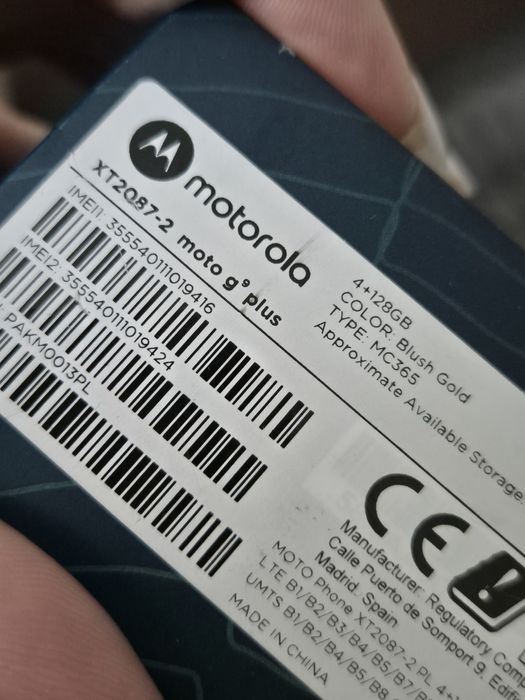 motorola
XT2087-2 moto g⁹ plus
IMEI1: 355540111019416
IMEI2: 355540111019424
PAKM0013PL
4+128GB
COLOR: Blush Gold
TYPE: MC365
Approximate Available Storage:
CE
Manufacturer: Regulatory
Calle Puerto de Somport 9,
Madrid, Spain
MOTO Phone XT2087-2 PL
LTE B1/B2/B3/B4/B5/B7/
UMTS B1/B2/B4/B5/B8
MADE IN CHINA